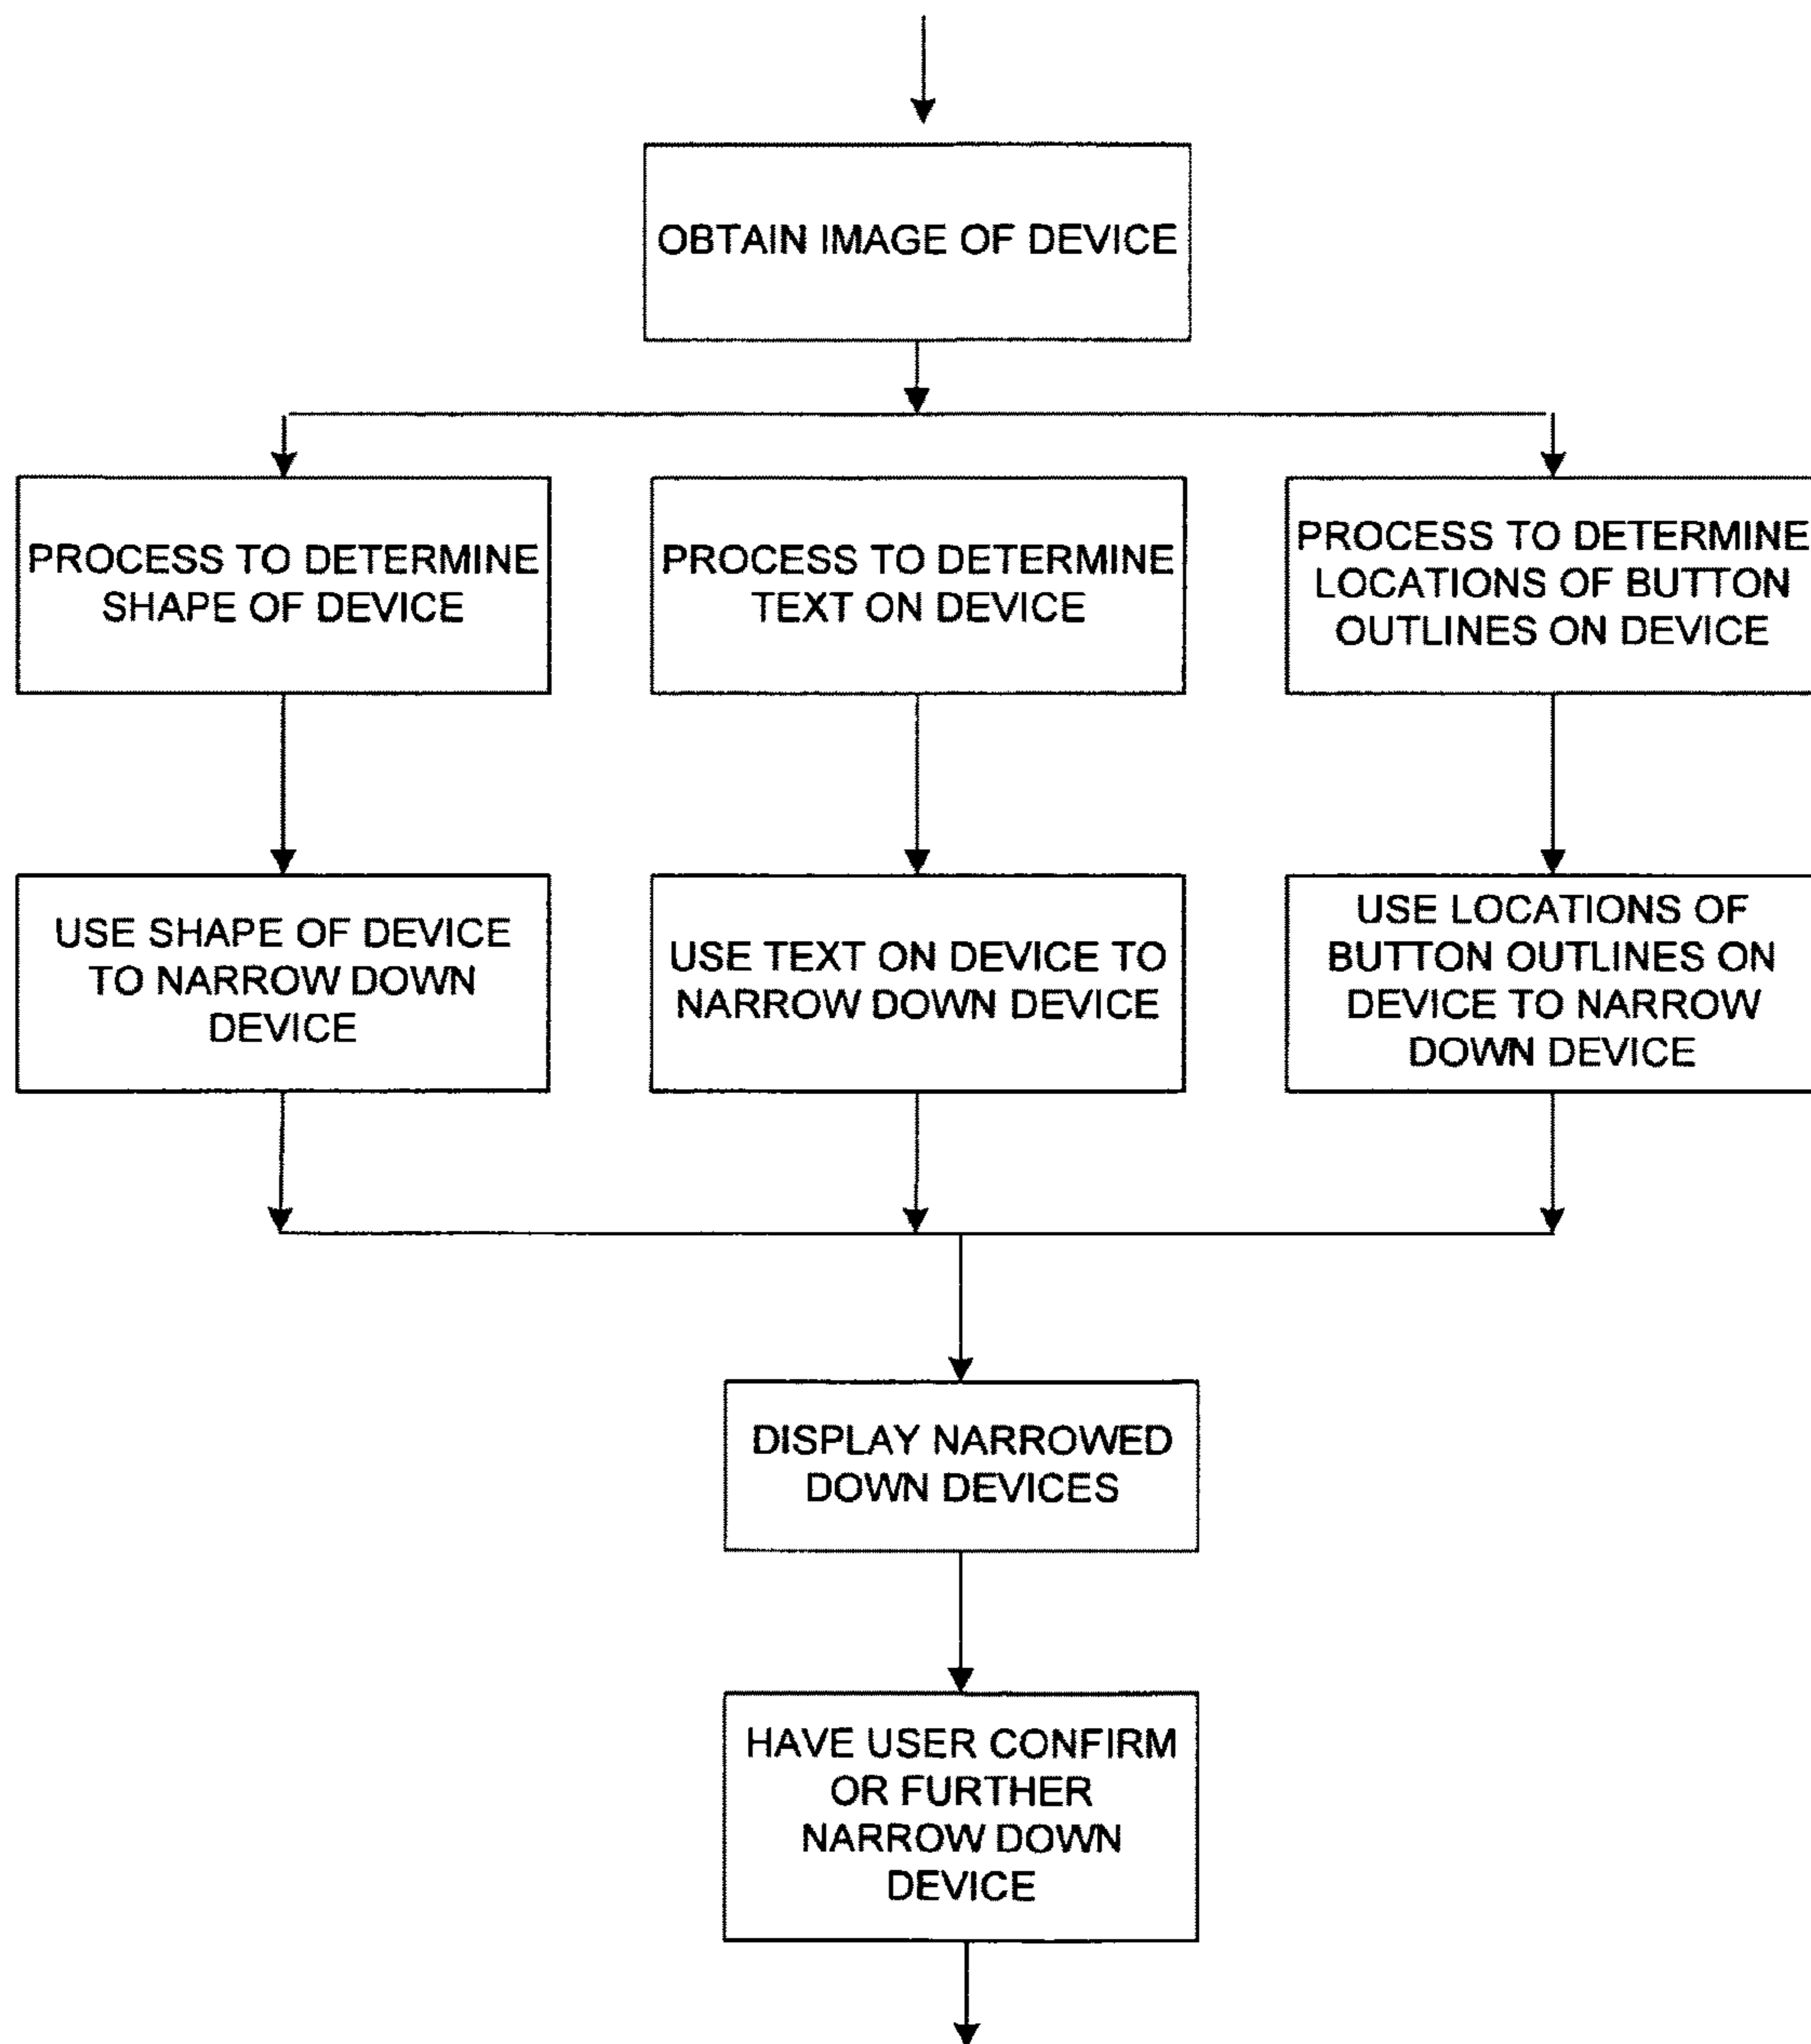 OBTAIN IMAGE OF DEVICE
PROCESS TO DETERMINE
SHAPE OF DEVICE
PROCESS TO DETERMINE
TEXT ON DEVICE
PROCESS TO DETERMINE
LOCATIONS OF BUTTON
OUTLINES ON DEVICE
USE SHAPE OF DEVICE
TO NARROW DOWN
DEVICE
USE TEXT ON DEVICE TO
NARROW DOWN DEVICE
USE LOCATIONS OF
BUTTON OUTLINES ON
DEVICE TO NARROW
DOWN DEVICE
DISPLAY NARROWED
DOWN DEVICES
HAVE USER CONFIRM
OR FURTHER
NARROW DOWN
DEVICE